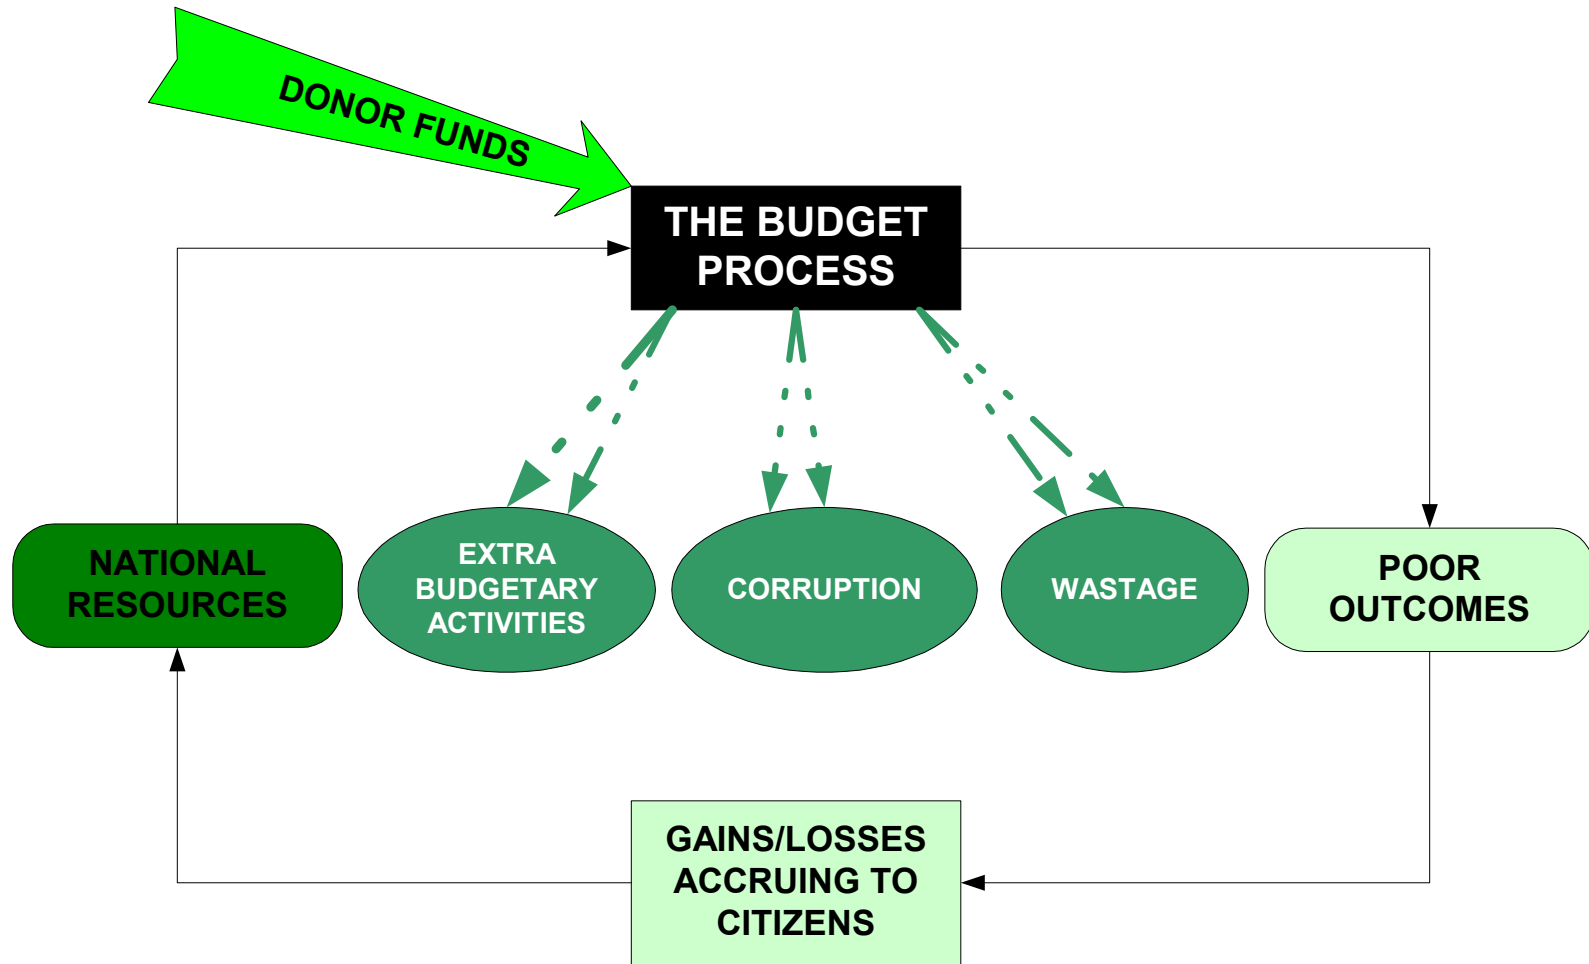 DONOR FUNDS
THE BUDGET
PROCESS
NATIONAL
RESOURCES
EXTRA
BUDGETARY
ACTIVITIES
CORRUPTION
WASTAGE
POOR
OUTCOMES
GAINS/LOSSES
ACCRUING TO
CITIZENS